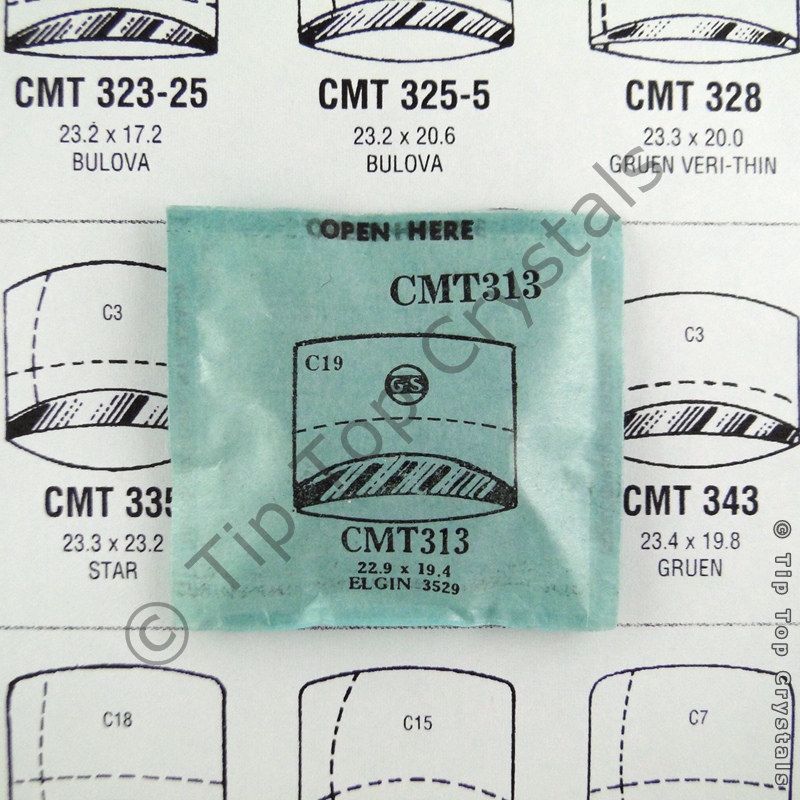 CMT 323-25
23.2 x 17.2
BULOVA
CMT 325-5
23.2 x 20.6
BULOVA
CMT 328
23.3 x 20.0
GRUEN VERI-THIN
C3
CMT 335
23.3 x 23.2
STAR
OPEN HERE
CMT313
C19
G-S
CMT313
22.9 x 19.4
ELGIN 3529
C3
CMT 343
23.4 x 19.8
GRUEN
C18
C15
C7
© Tip Top Crystals
© Tip Top Crystals